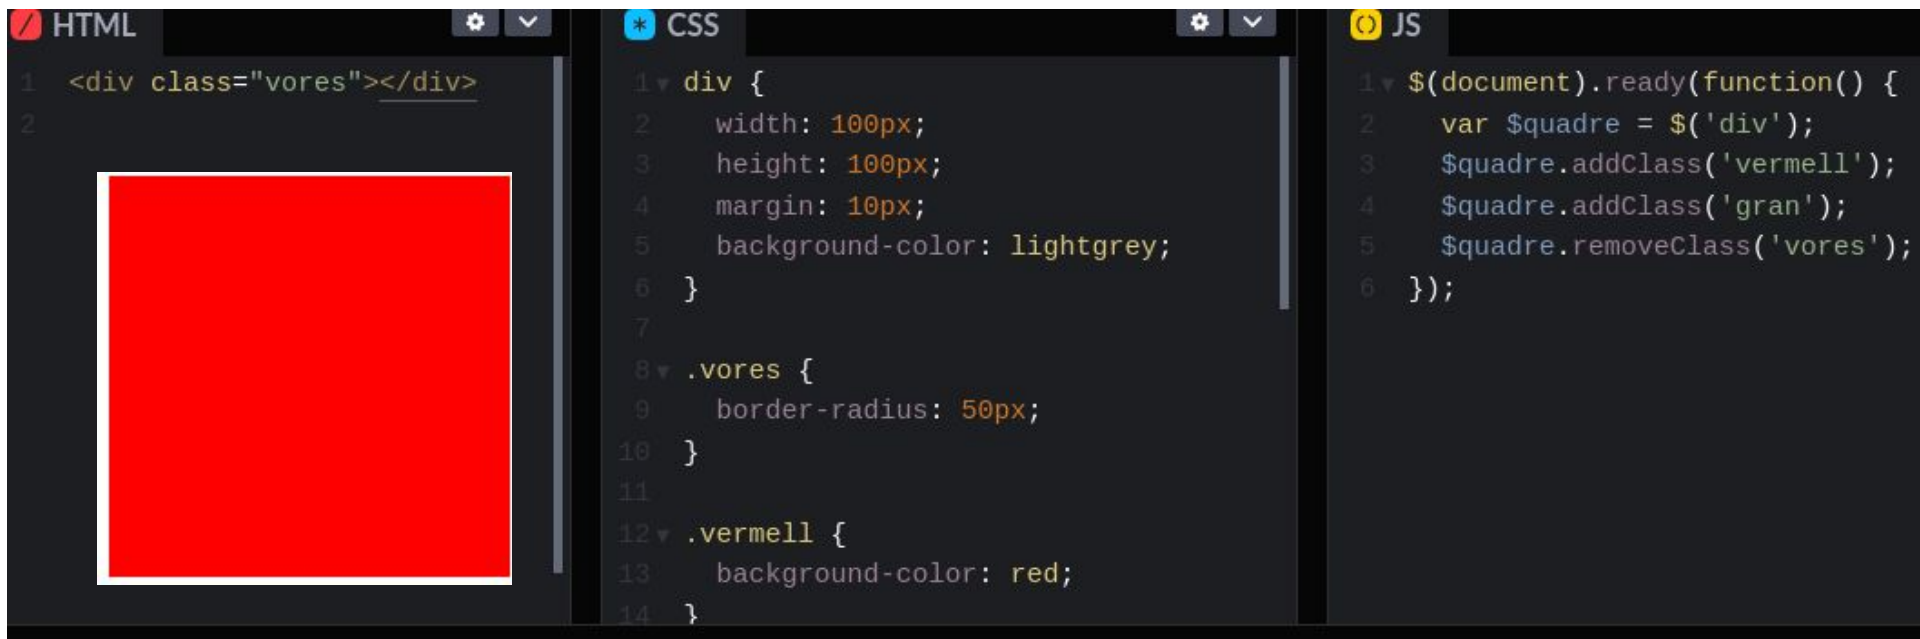 HTML
1 <div class="vores"></div>
2
CSS
1 div {
2 width: 100px;
3 height: 100px;
4 margin: 10px;
5 background-color: lightgrey;
6 }
7
8 .vores {
9 border-radius: 50px;
10 }
11
12 .vermell {
13 background-color: red;
14 }
JS
1 $(document).ready(function() {
2 var $quadre = $('div');
3 $quadre.addClass('vermell');
4 $quadre.addClass('gran');
5 $quadre.removeClass('vores');
6 });